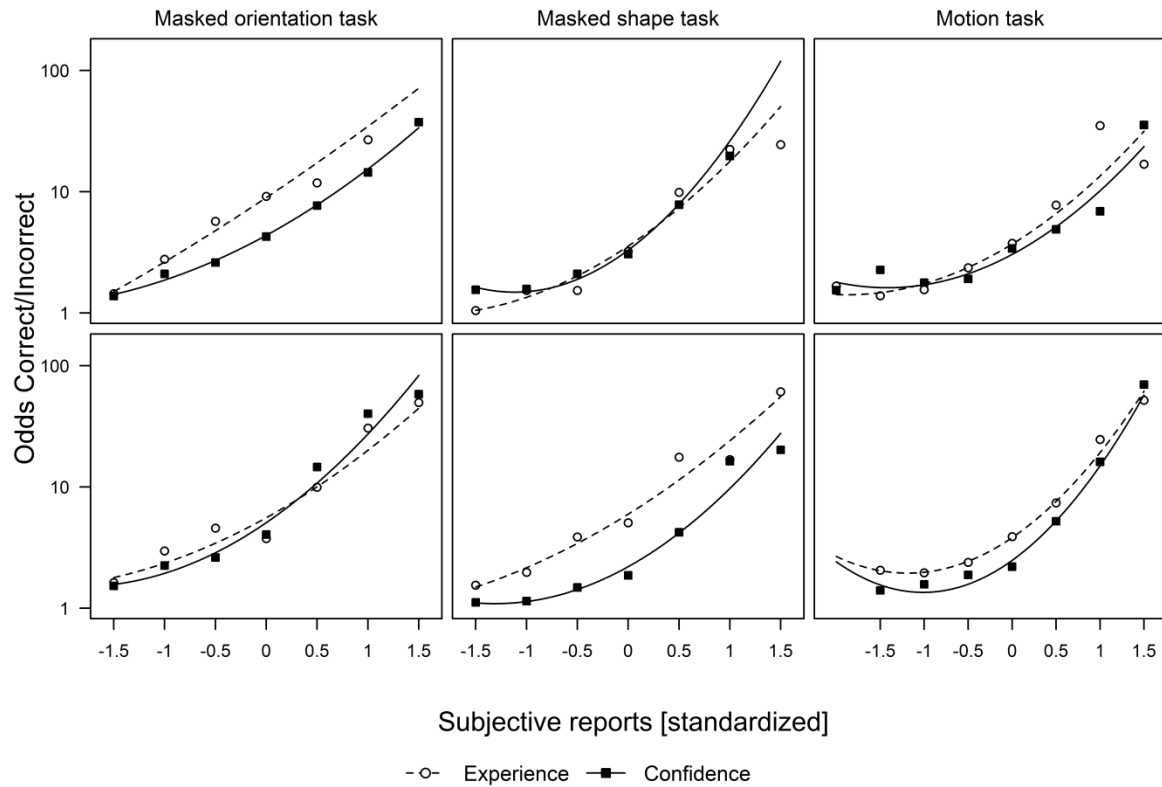 Masked orientation task
Masked shape task
Motion task
Odds Correct/Incorrect
100
10
1
100
10
1
-1.5 -1 -0.5 0 0.5 1 1.5
-1.5 -1 -0.5 0 0.5 1 1.5
-1.5 -1 -0.5 0 0.5 1 1.5
Subjective reports [standardized]
Experience Confidence